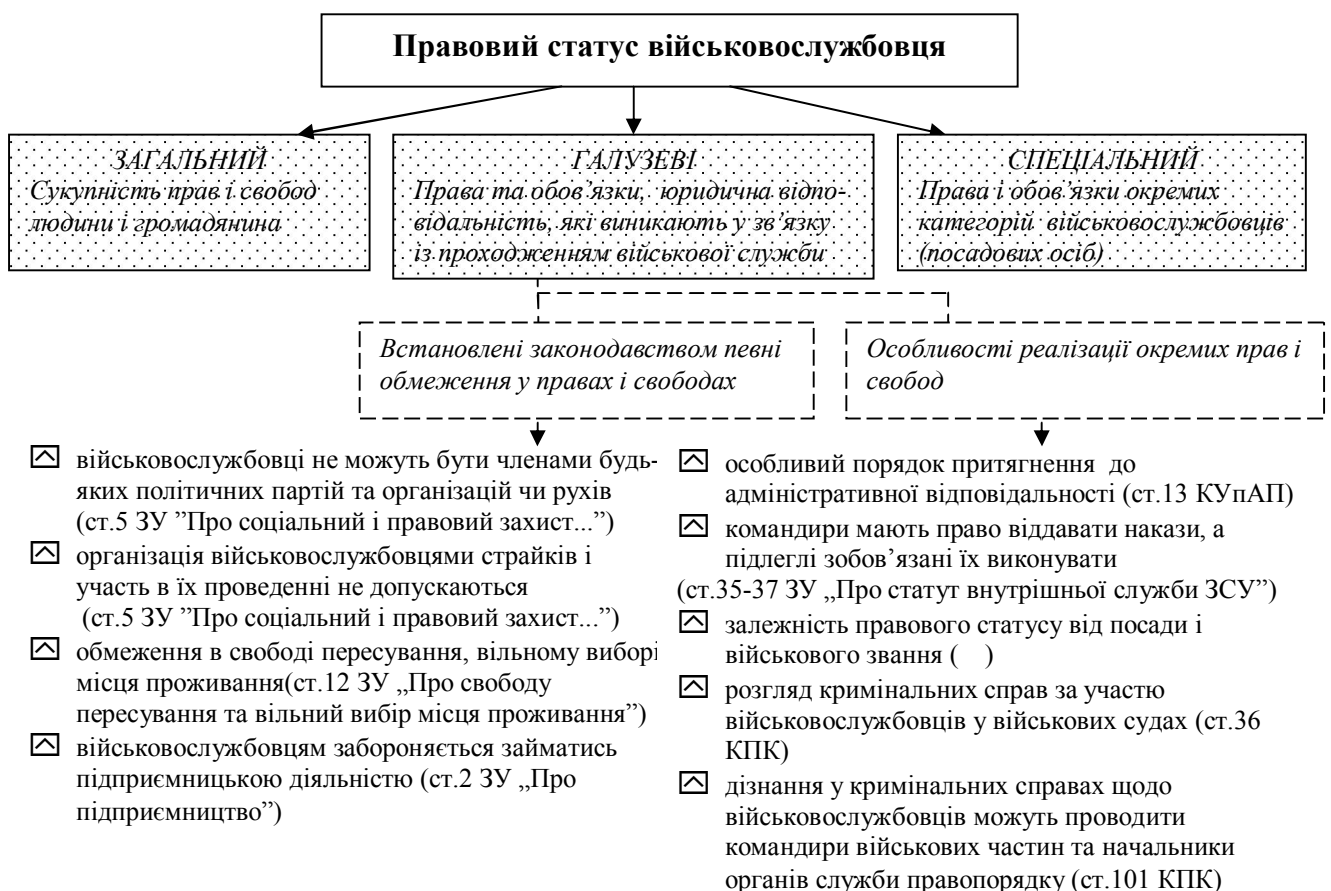 Правовий статус військовослужбовця
ЗАГАЛЬНИЙ
Сукупність прав і свобод
людини і громадянина
ГАЛУЗЕВІ
Права та обов’язки, юридична відпо-
відальність, які виникають у зв’язку
із проходженням військової служби
СПЕЦІАЛЬНИЙ
Права і обов’язки окремих
категорій військовослужбовців
(посадових осіб)
Встановлені законодавством певні
обмеження у правах і свободах
Особливості реалізації окремих прав і
свобод
військовослужбовці не можуть бути членами будь-
яких політичних партій та організацій чи рухів
(ст.5 ЗУ ”Про соціальний і правовий захист...”)
організація військовослужбовцями страйків і
участь в їх проведенні не допускаються
(ст.5 ЗУ ”Про соціальний і правовий захист...”)
обмеження в свободі пересування, вільному виборі
місця проживання(ст.12 ЗУ „Про свободу
пересування та вільний вибір місця проживання”)
військовослужбовцям забороняється займатись
підприємницькою діяльністю (ст.2 ЗУ „Про
підприємництво”)
особливий порядок притягнення до
адміністративної відповідальності (ст.13 КУпАП)
командири мають право віддавати накази, а
підлеглі зобов’язані їх виконувати
(ст.35-37 ЗУ „Про статут внутрішньої служби ЗСУ”)
залежність правового статусу від посади і
військового звання ( )
розгляд кримінальних справ за участю
військовослужбовців у військових судах (ст.36
КПК)
дізнання у кримінальних справах щодо
військовослужбовців можуть проводити
командири військових частин та начальники
органів служби правопорядку (ст.101 КПК)